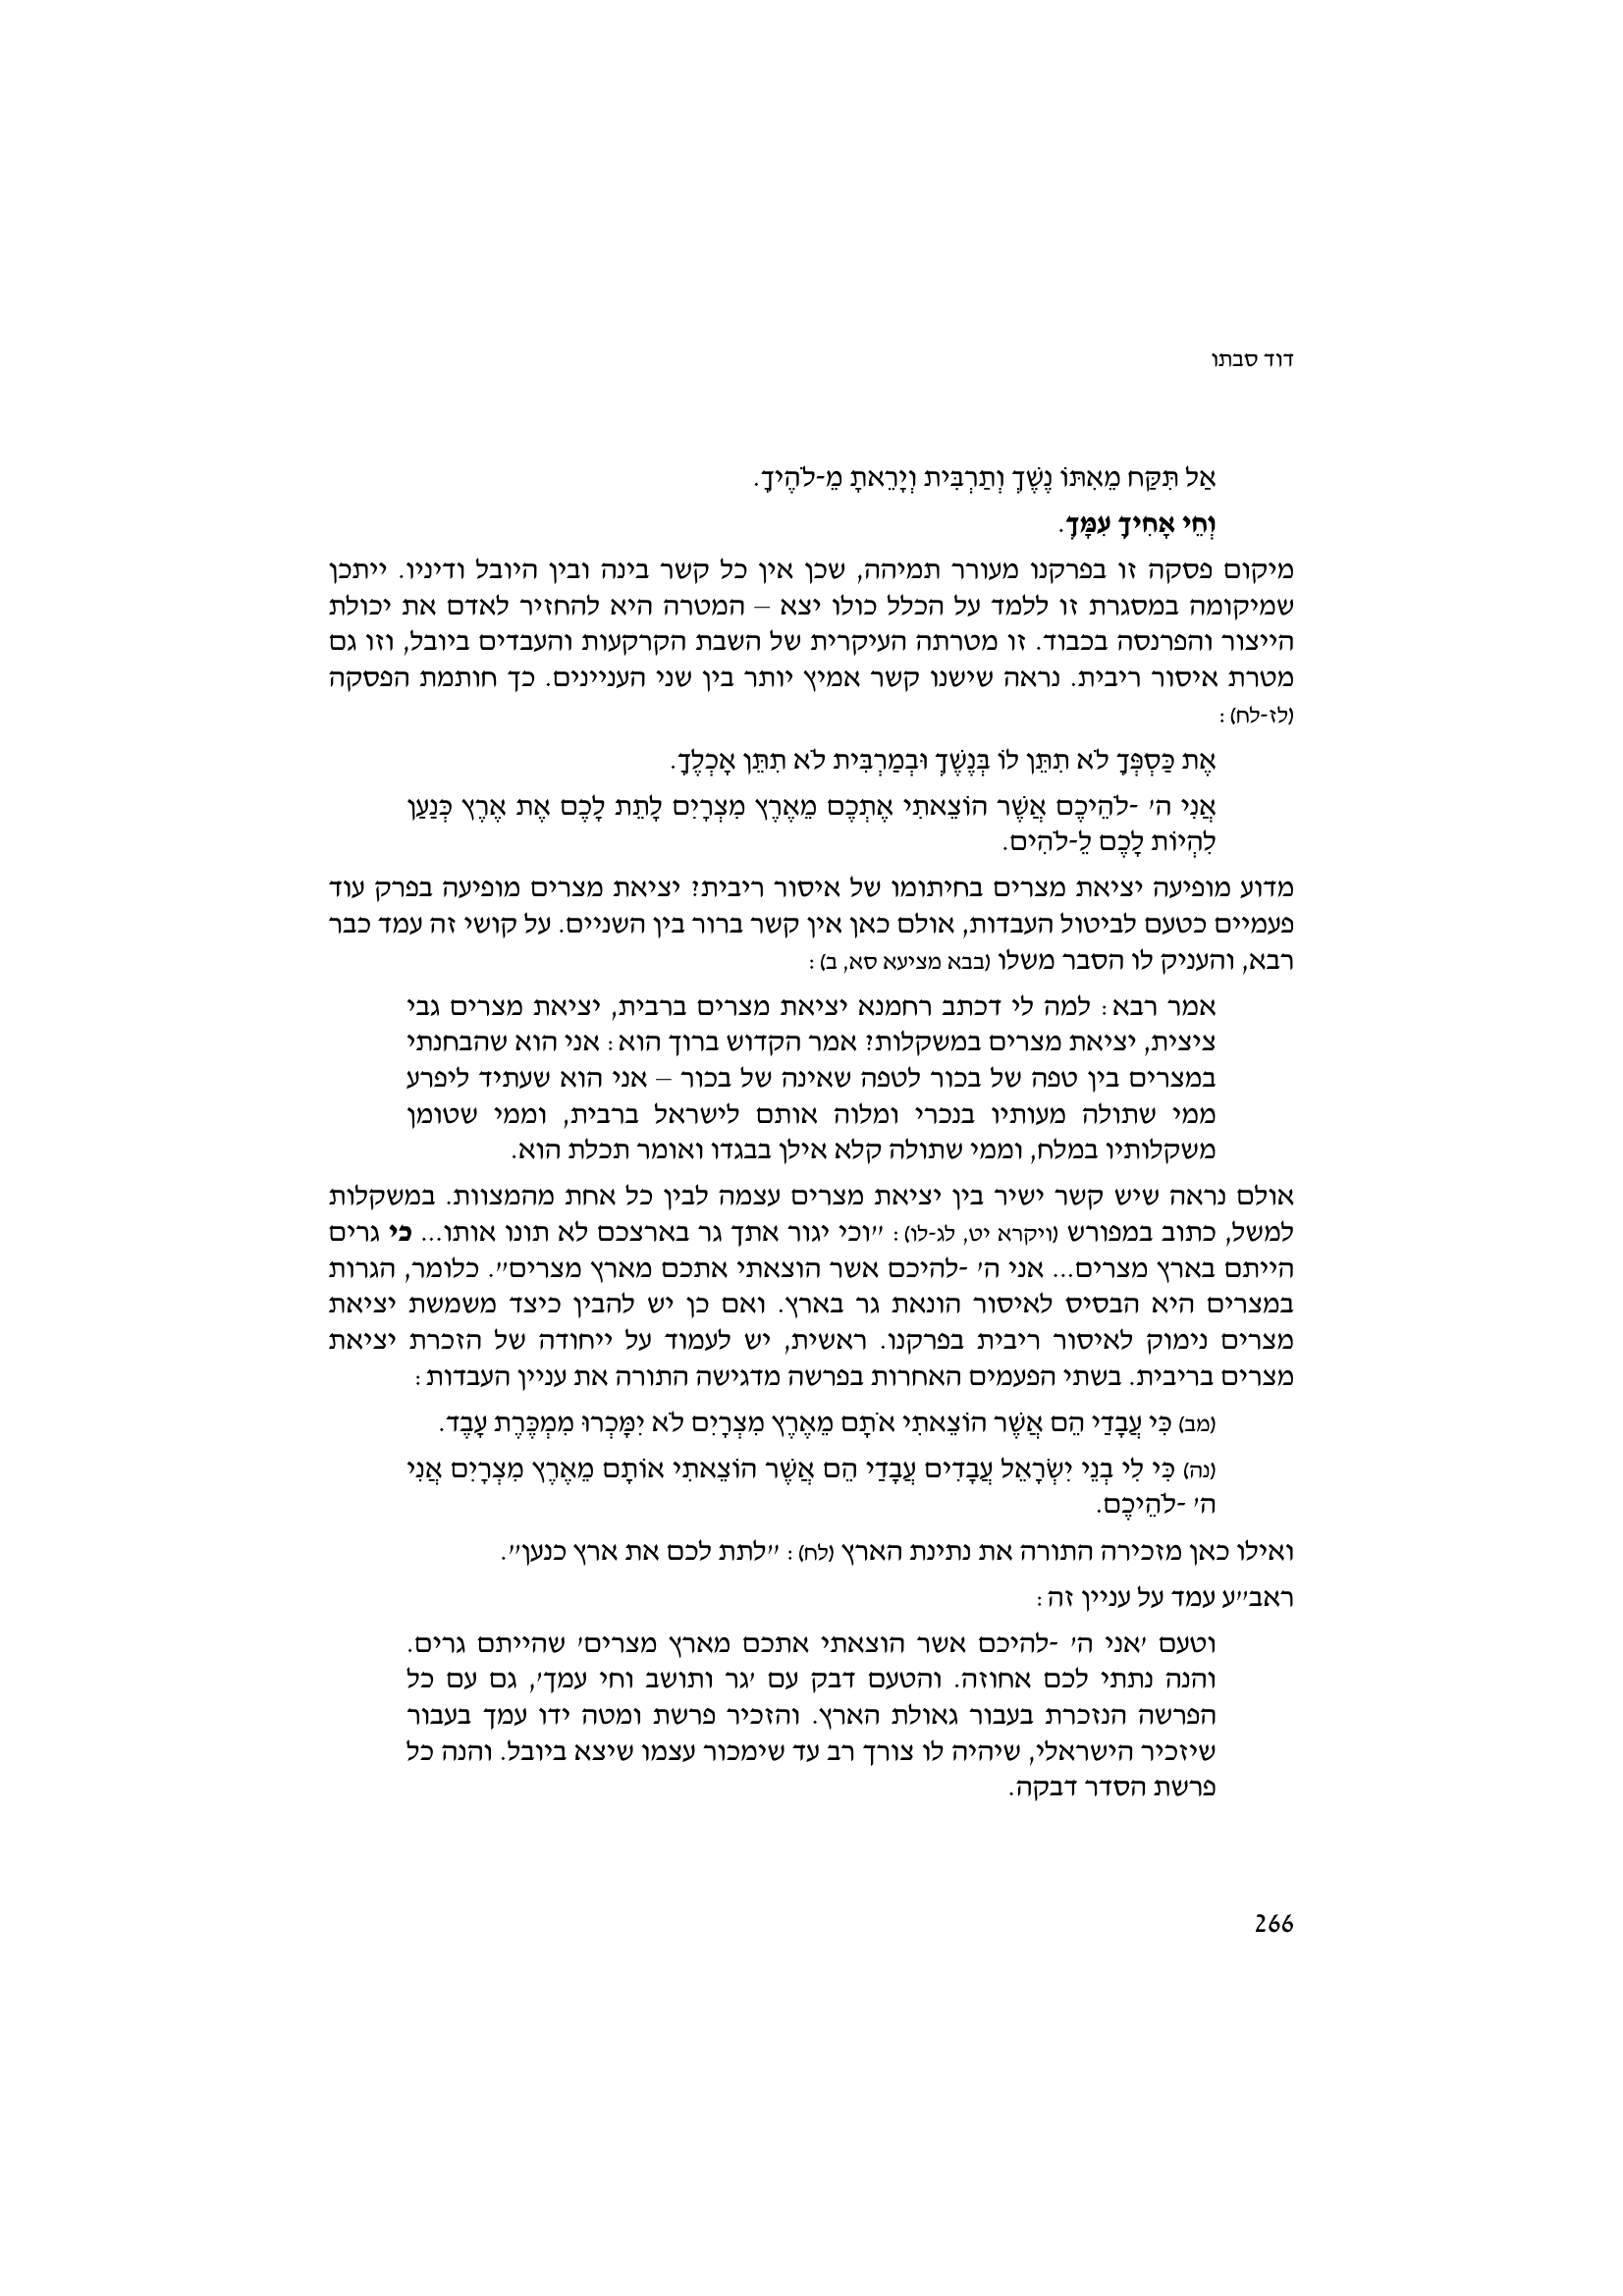 דוד סבתו
אַל תִּקַּח מֵאִתּוֹ נֶשֶׁךְ וְתַרְבִּית וְיָרֵאתָ מֵ-לֹהֶיךָ.
וְחֵי אָחִיךָ עִמָּךְ.
מיקום פסקה זו בפרקנו מעורר תמיהה, שכן אין כל קשר בינה ובין היובל ודיניו. ייתכן
שמיקומה במסגרת זו ללמד על הכלל כולו יצא – המטרה היא להחזיר לאדם את יכולת
הייצור והפרנסה בכבוד. זו מטרתה העיקרית של השבת הקרקעות והעבדים ביובל, וזו גם
מטרת איסור ריבית. נראה שישנו קשר אמיץ יותר בין שני העניינים. כך חותמת הפסקה
(לז-לח):
אֶת כַּסְפְּךָ לֹא תִתֵּן לוֹ בְּנֶשֶׁךְ וּבְמַרְבִּית לֹא תִתֵּן אָכְלֶךָ.
אֲנִי ה' -לֹהֵיכֶם אֲשֶׁר הוֹצֵאתִי אֶתְכֶם מֵאֶרֶץ מִצְרָיִם לָתֵת לָכֶם אֶת אֶרֶץ כְּנַעַן
לִהְיוֹת לָכֶם לֵ-לֹהִים.
מדוע מופיעה יציאת מצרים בחיתומו של איסור ריבית? יציאת מצרים מופיעה בפרק עוד
פעמיים כטעם לביטול העבדות, אולם כאן אין קשר ברור בין השניים. על קושי זה עמד כבר
רבא, והעניק לו הסבר משלו (בבא מציעא סא, ב):
אמר רבא: למה לי דכתב רחמנא יציאת מצרים ברבית, יציאת מצרים גבי
ציצית, יציאת מצרים במשקלות? אמר הקדוש ברוך הוא: אני הוא שהבחנתי
במצרים בין טפה של בכור לטפה שאינה של בכור – אני הוא שעתיד ליפרע
ממי שתולה מעותיו בנכרי ומלוה אותם לישראל ברבית, וממי שטומן
משקלותיו במלח, וממי שתולה קלא אילן בבגדו ואומר תכלת הוא.
אולם נראה שיש קשר ישיר בין יציאת מצרים עצמה לבין כל אחת מהמצוות. במשקלות
למשל, כתוב במפורש (ויקרא יט, לג-לו): "וכי יגור אתך גר בארצכם לא תונו אותו... כי גרים
הייתם בארץ מצרים... אני ה' -להיכם אשר הוצאתי אתכם מארץ מצרים". כלומר, הגרות
במצרים היא הבסיס לאיסור הונאת גר בארץ. ואם כן יש להבין כיצד משמשת יציאת
מצרים נימוק לאיסור ריבית בפרקנו. ראשית, יש לעמוד על ייחודה של הזכרת יציאת
מצרים בריבית. בשתי הפעמים האחרות בפרשה מדגישה התורה את עניין העבדות:
(מב) כִּי עֲבָדַי הֵם אֲשֶׁר הוֹצֵאתִי אֹתָם מֵאֶרֶץ מִצְרָיִם לֹא יִמָּכְרוּ מִמְכֶּרֶת עָבֶד.
(נה) כִּי לִי בְנֵי יִשְׂרָאֵל עֲבָדִים עֲבָדַי הֵם אֲשֶׁר הוֹצֵאתִי אוֹתָם מֵאֶרֶץ מִצְרָיִם אֲנִי
ה' -לֹהֵיכֶם.
ואילו כאן מזכירה התורה את נתינת הארץ (לח): "לתת לכם את ארץ כנען".
ראב"ע עמד על עניין זה:
וטעם 'אני ה' -להיכם אשר הוצאתי אתכם מארץ מצרים' שהייתם גרים.
והנה נתתי לכם אחוזה. והטעם דבק עם 'גר ותושב וחי עמך', גם עם כל
הפרשה הנזכרת בעבור גאולת הארץ. והזכיר פרשת ומטה ידו עמך בעבור
שיזכיר הישראלי, שיהיה לו צורך רב עד שימכור עצמו שיצא ביובל. והנה כל
פרשת הסדר דבקה.
266